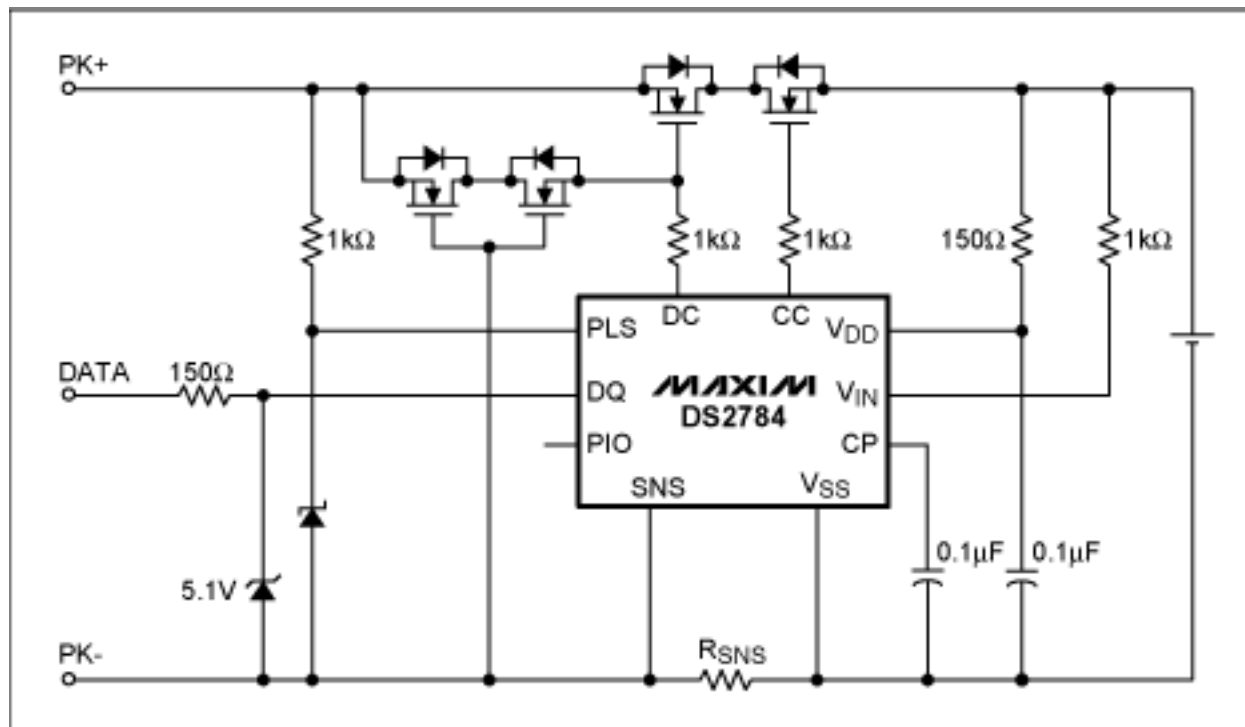 PK+
1kΩ
1kΩ
1kΩ
150Ω
1kΩ
DC
CC
PLS
VDD
DATA
150Ω
DQ
MAXIM
VIN
DS2784
PIO
CP
SNS
VSS
0.1μF
0.1μF
5.1V
RSNS
PK-